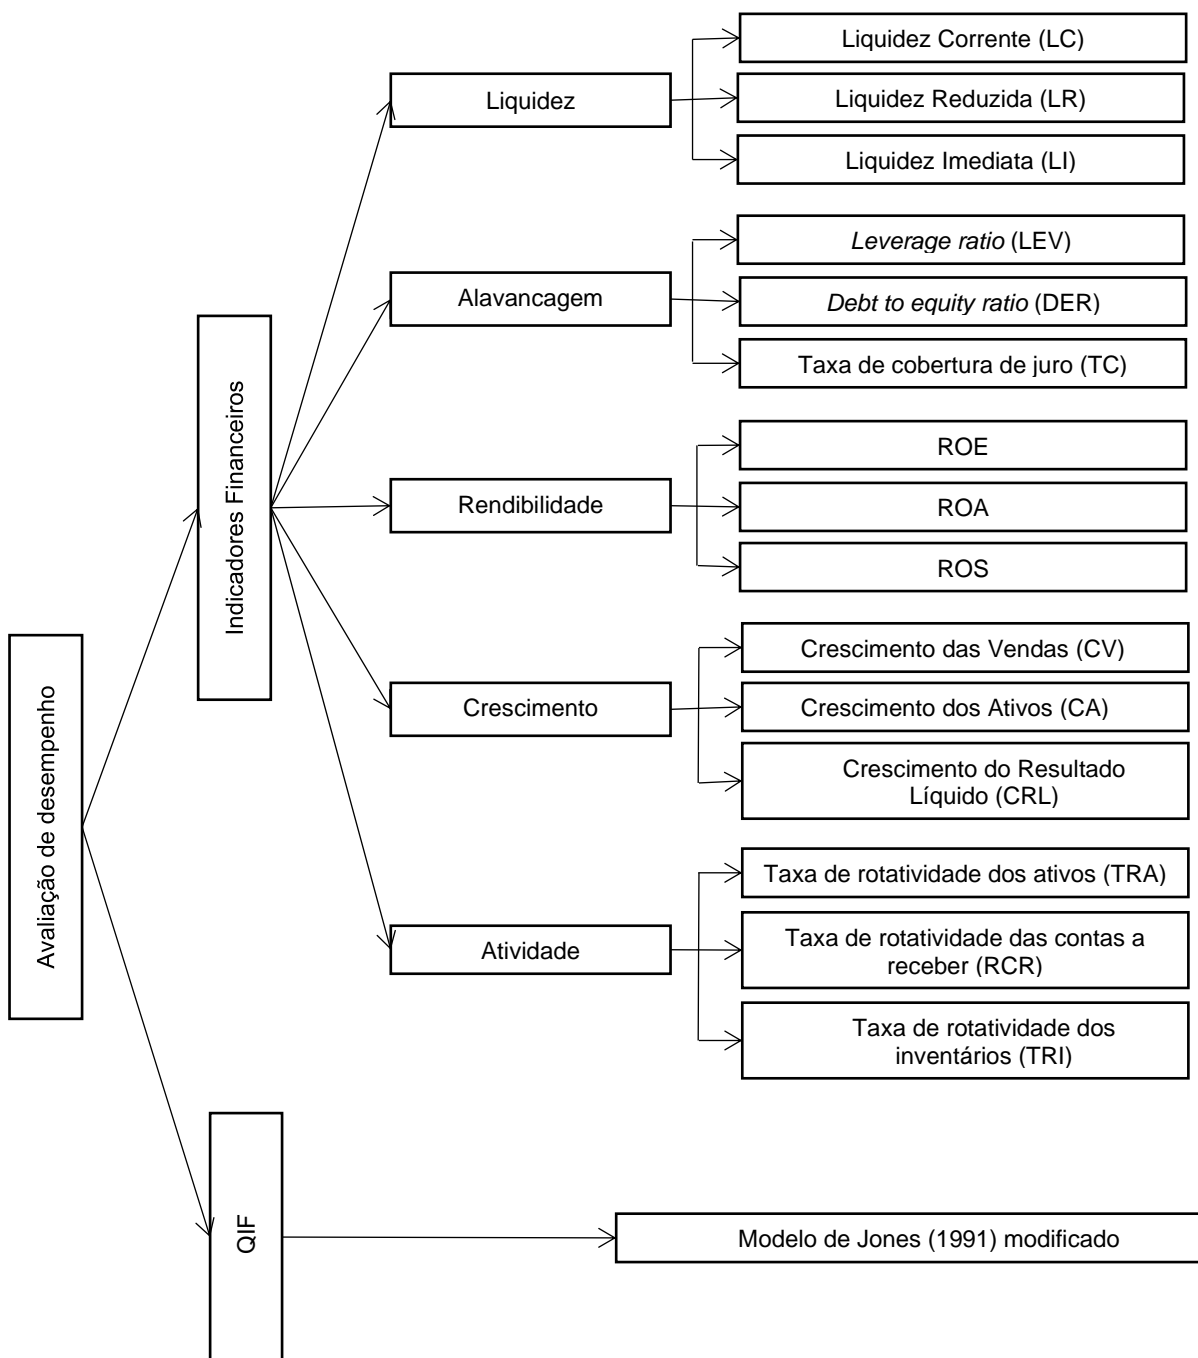 Liquidez Corrente (LC)
Liquidez
Liquidez Reduzida (LR)
Liquidez Imediata (LI)
Leverage ratio (LEV)
Alavancagem
Debt to equity ratio (DER)
Taxa de cobertura de juro (TC)
Indicadores Financeiros
ROE
Rendibilidade
ROA
ROS
Avaliação de desempenho
Crescimento das Vendas (CV)
Crescimento
Crescimento dos Ativos (CA)
Crescimento do Resultado
Líquido (CRL)
Taxa de rotatividade dos ativos (TRA)
Atividade
Taxa de rotatividade das contas a
receber (RCR)
Taxa de rotatividade dos
inventários (TRI)
QIF
Modelo de Jones (1991) modificado